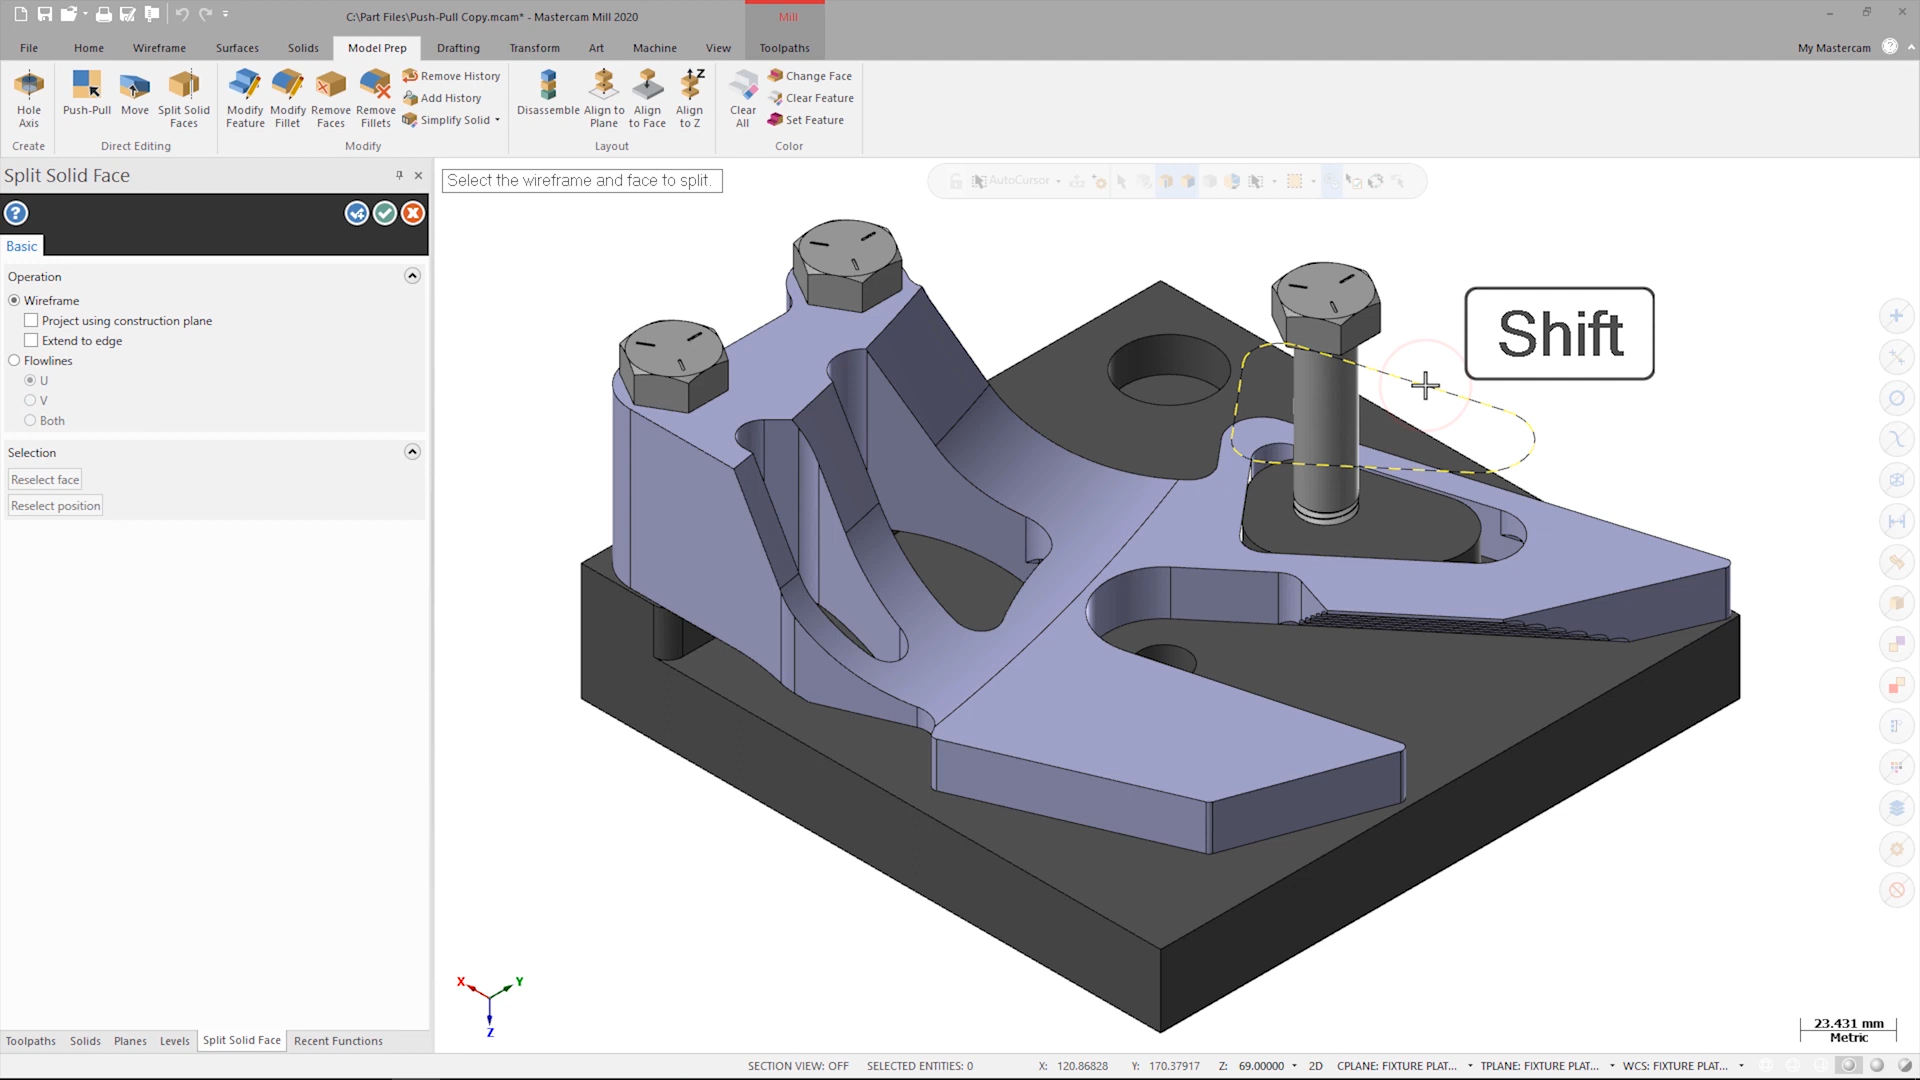 C:\Part Files\Push-Pull Copy.mcam* - Mastercam Mill 2020
Mill
File Home Wireframe Surfaces Solids Model Prep Drafting Transform Art Machine View Toolpaths
My Mastercam
Hole Axis
Create
Push-Pull Move Split Solid Faces
Direct Editing
Modify Feature Modify Fillet Remove Faces Remove Fillets
Remove History
Add History
Simplify Solid
Modify
Disassemble Align to Plane Align to Face Align to Z
Layout
Clear All
Change Face
Clear Feature
Set Feature
Color
Split Solid Face
Select the wireframe and face to split.
AutoCursor
Basic
Operation
Wireframe
Project using construction plane
Extend to edge
Flowlines
U
V
Both
Selection
Reselect face
Reselect position
Shift
X Y
Z
23.431 mm
Metric
Toolpaths Solids Planes Levels Split Solid Face Recent Functions
SECTION VIEW: OFF SELECTED ENTITIES: 0 X: 120.86828 Y: 170.37917 Z: 69.00000 2D CPLANE: FIXTURE PLAT... TPLANE: FIXTURE PLAT... WCS: FIXTURE PLAT...